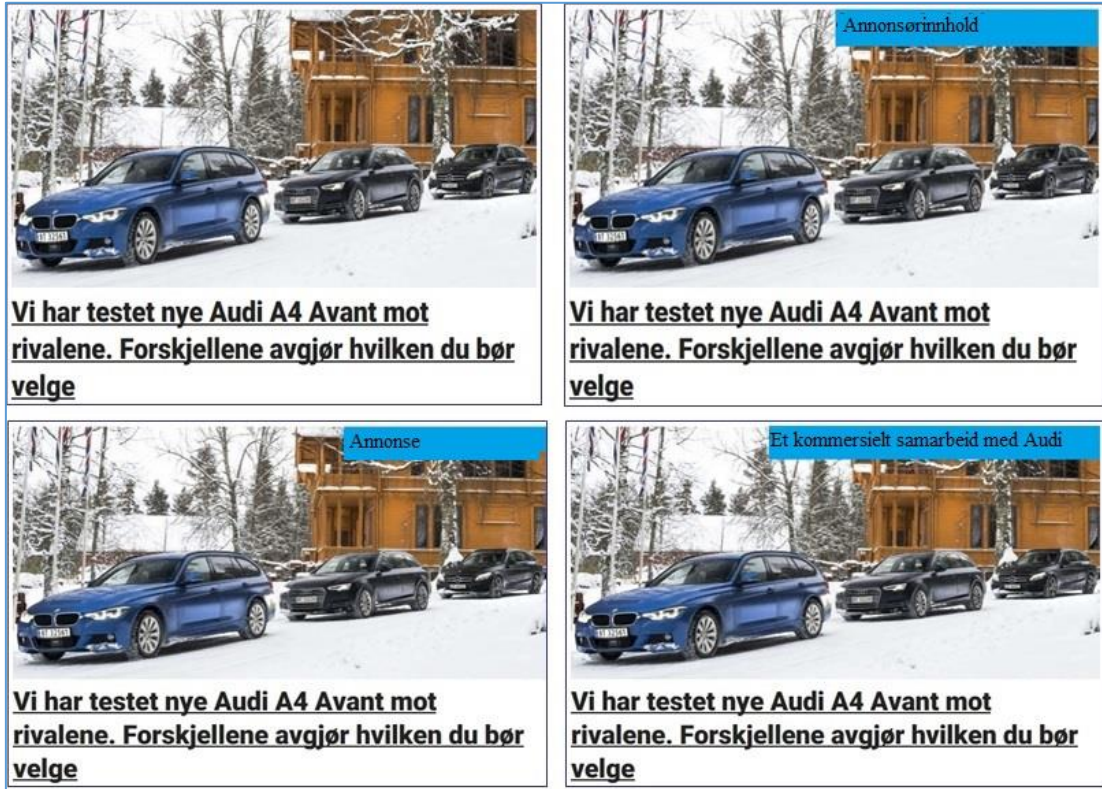 Vi har testet nye Audi A4 Avant mot
rivalene. Forskjellene avgjør hvilken du bør
velge
Annonsørinnhold
Vi har testet nye Audi A4 Avant mot
rivalene. Forskjellene avgjør hvilken du bør
velge
Annonse
Vi har testet nye Audi A4 Avant mot
rivalene. Forskjellene avgjør hvilken du bør
velge
Et kommersielt samarbeid med Audi
Vi har testet nye Audi A4 Avant mot
rivalene. Forskjellene avgjør hvilken du bør
velge